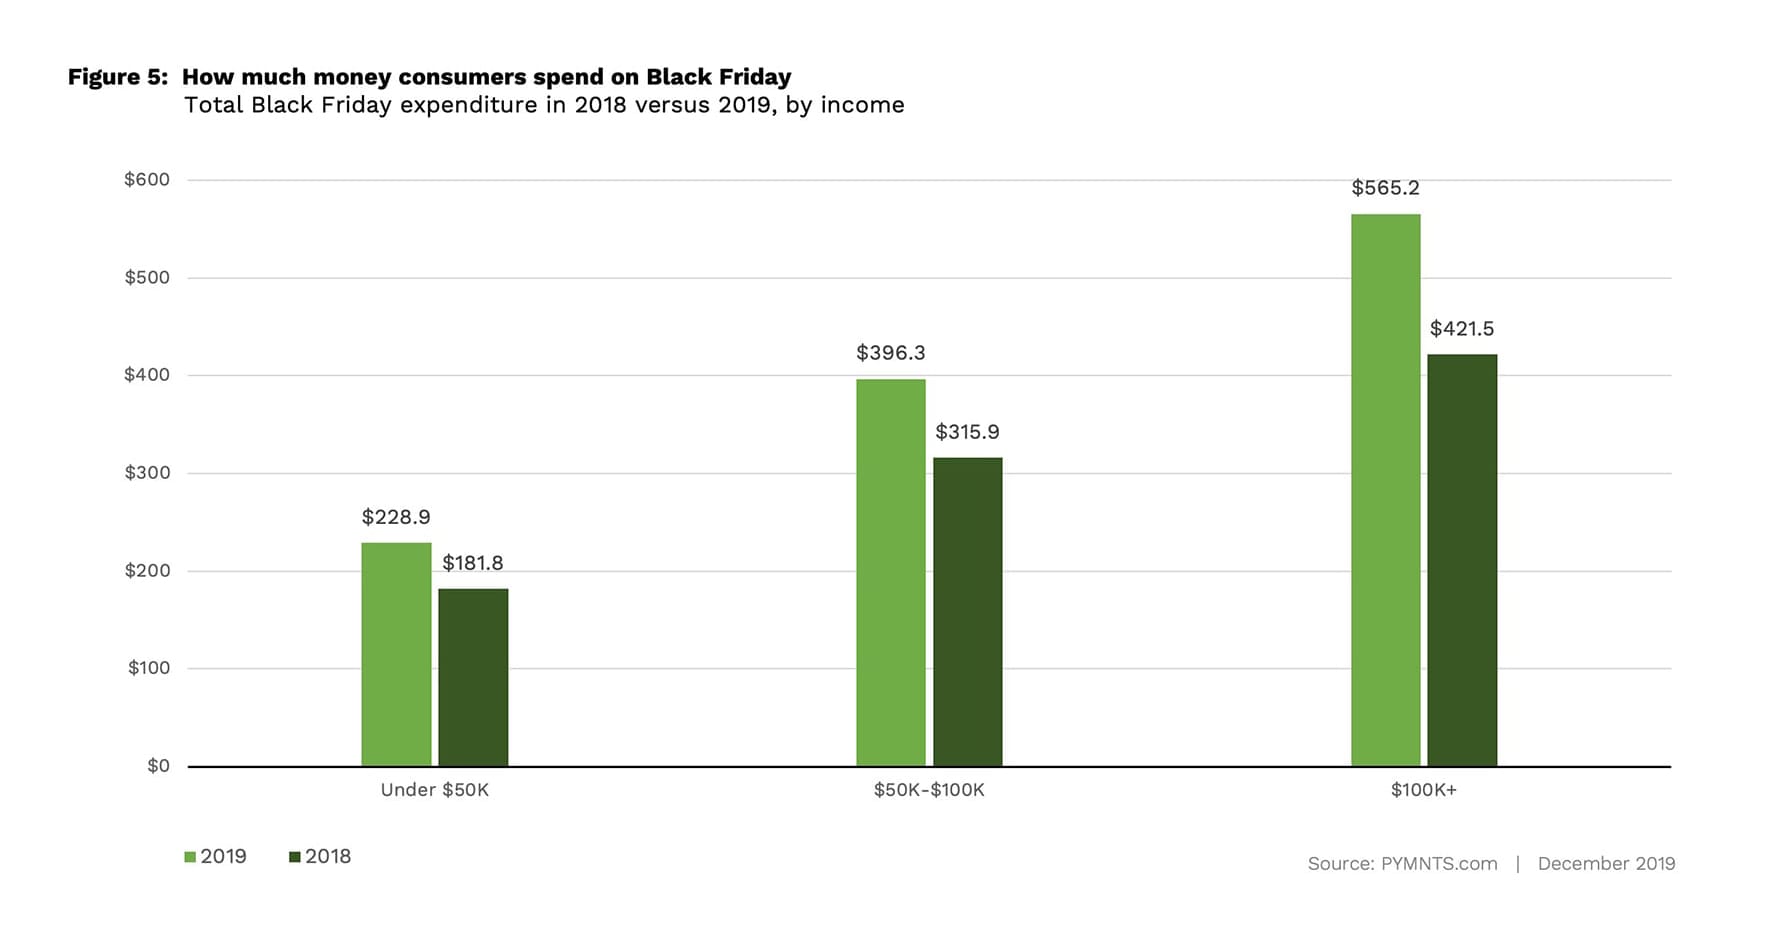 Figure 5: How much money consumers spend on Black Friday
Total Black Friday expenditure in 2018 versus 2019, by income
$600
$565.2
$500
$421.5
$400
$396.3
$315.9
$300
$228.9
$181.8
$200
$100
$0
Under $50K
$50K-$100K
$100K+
2019 2018
Source: PYMNTS.com | December 2019